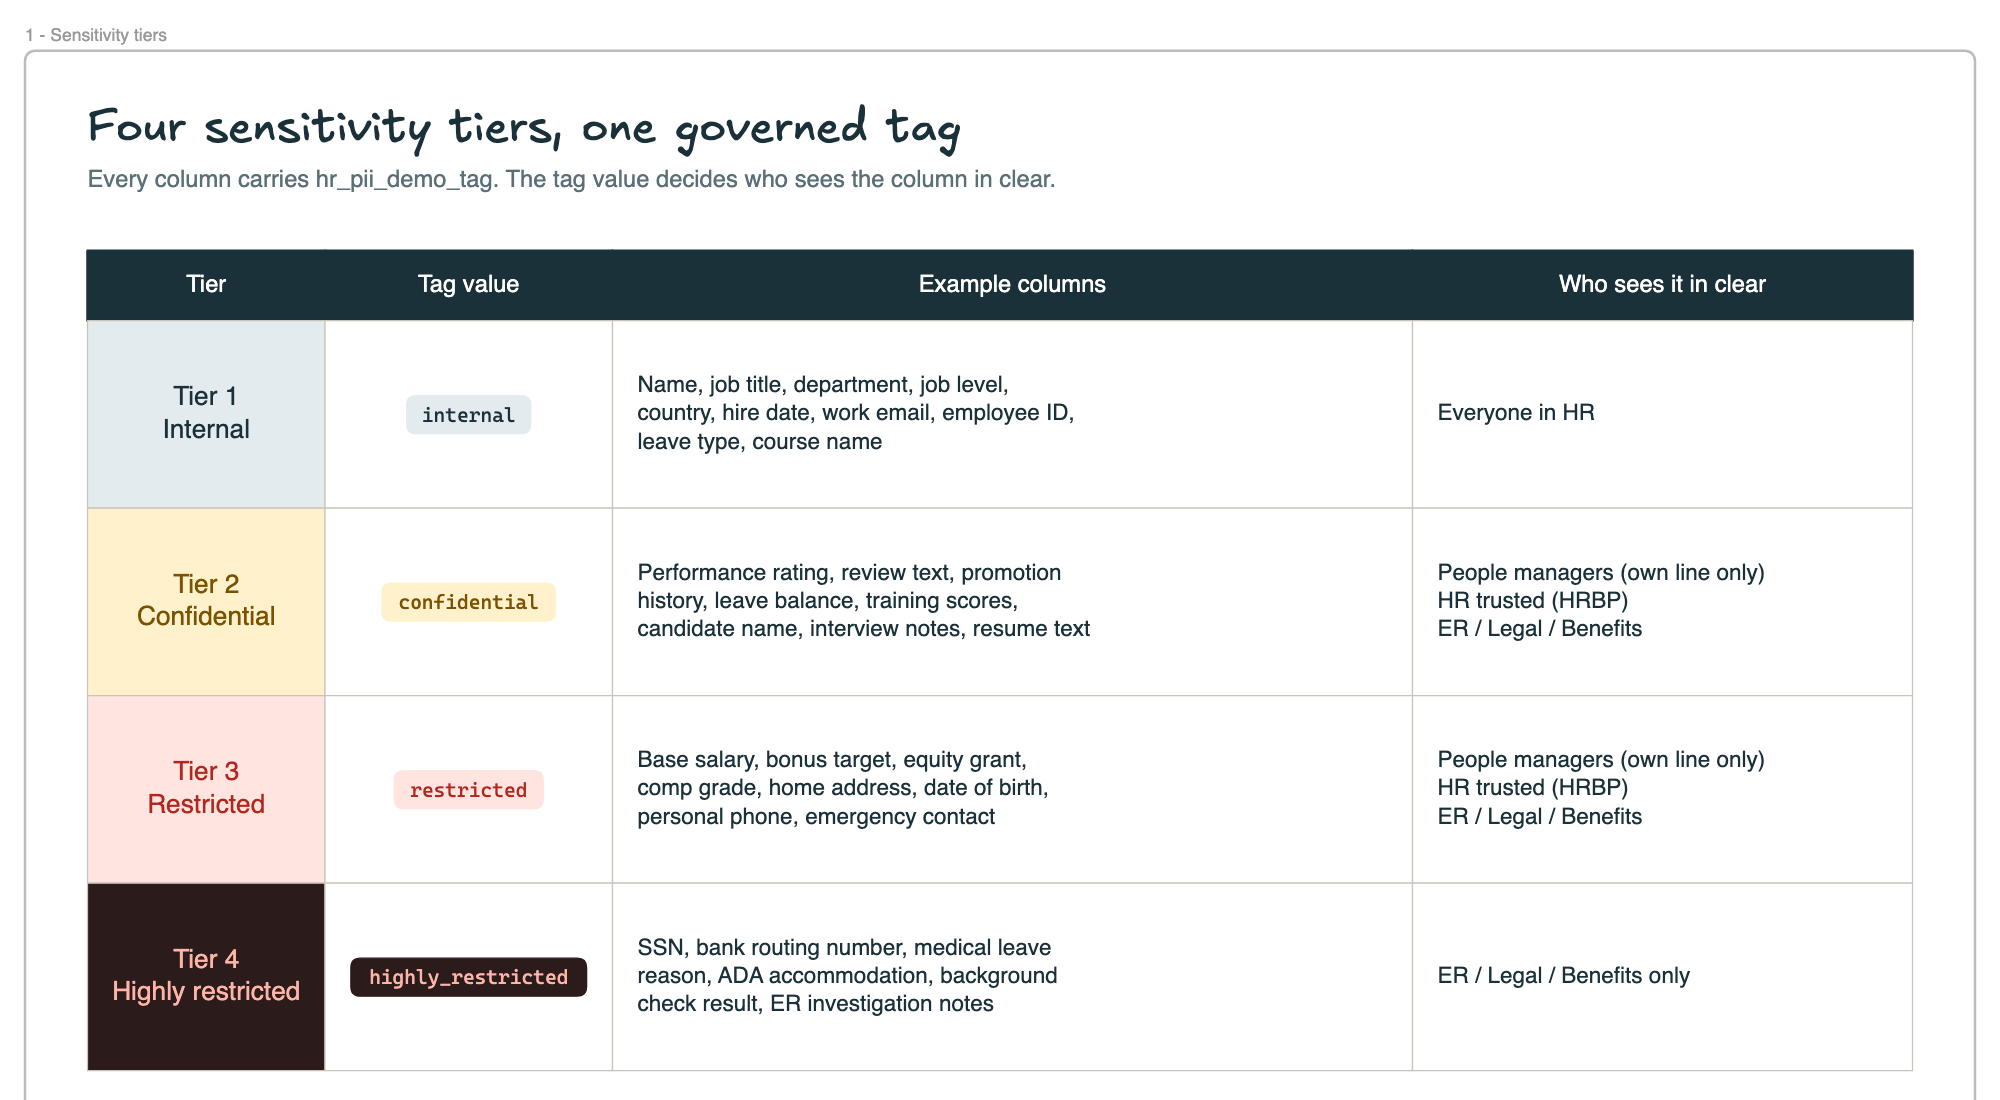 1 - Sensitivity tiers
Four sensitivity tiers, one governed tag
Every column carries hr_pii_demo_tag. The tag value decides who sees the column in clear.
Tier
Tag value
Example columns
Who sees it in clear
Tier 1
Internal
internal
Name, job title, department, job level,
country, hire date, work email, employee ID,
leave type, course name
Everyone in HR
Tier 2
Confidential
confidential
Performance rating, review text, promotion
history, leave balance, training scores,
candidate name, interview notes, resume text
People managers (own line only)
HR trusted (HRBP)
ER / Legal / Benefits
Tier 3
Restricted
restricted
Base salary, bonus target, equity grant,
comp grade, home address, date of birth,
personal phone, emergency contact
People managers (own line only)
HR trusted (HRBP)
ER / Legal / Benefits
Tier 4
Highly restricted
highly_restricted
SSN, bank routing number, medical leave
reason, ADA accommodation, background
check result, ER investigation notes
ER / Legal / Benefits only